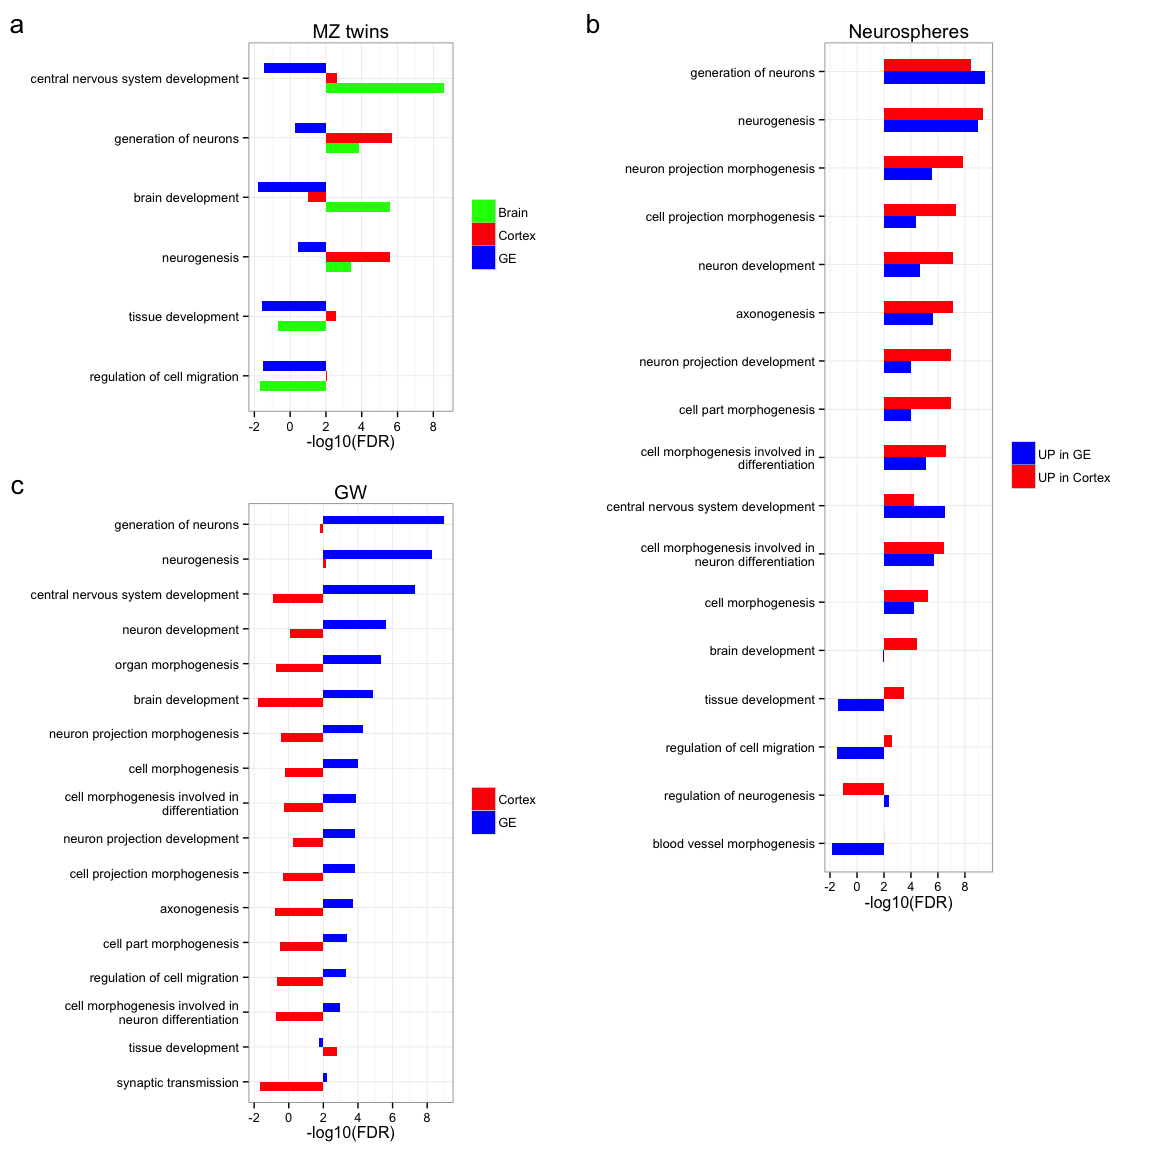 a
MZ twins
central nervous system development
generation of neurons
brain development
neurogenesis
tissue development
regulation of cell migration
-2 0 2 4 6 8
-log10(FDR)
Brain
Cortex
GE
b
Neurospheres
generation of neurons
neurogenesis
neuron projection morphogenesis
cell projection morphogenesis
neuron development
axonogenesis
neuron projection development
cell part morphogenesis
cell morphogenesis involved in
differentiation
central nervous system development
cell morphogenesis involved in
neuron differentiation
cell morphogenesis
brain development
tissue development
regulation of cell migration
regulation of neurogenesis
blood vessel morphogenesis
-2 0 2 4 6 8
-log10(FDR)
UP in GE
UP in Cortex
c
GW
generation of neurons
neurogenesis
central nervous system development
neuron development
organ morphogenesis
brain development
neuron projection morphogenesis
cell morphogenesis
cell morphogenesis involved in
differentiation
neuron projection development
cell projection morphogenesis
axonogenesis
cell part morphogenesis
regulation of cell migration
cell morphogenesis involved in
neuron differentiation
tissue development
synaptic transmission
-2 0 2 4 6 8
-log10(FDR)
Cortex
GE